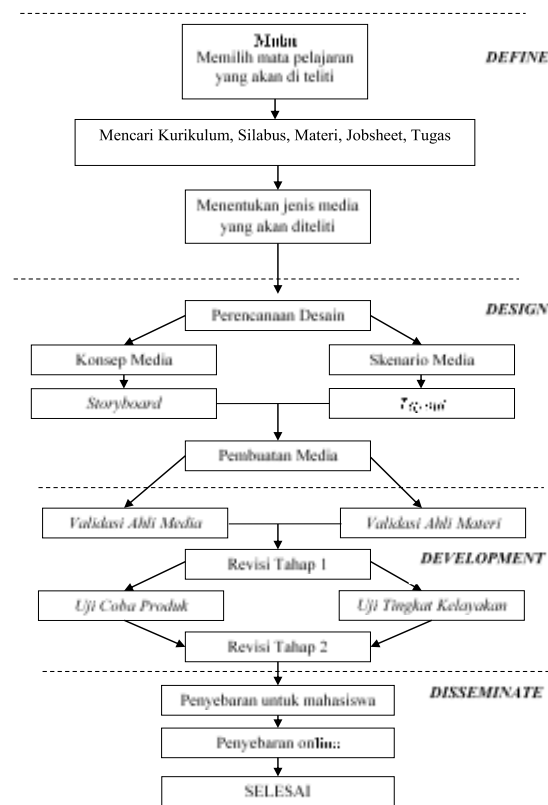 Memilih mata pelajaran
yang akan di teliti
DEFINE
Mencari Kurikulum, Silabus, Materi, Jobsheet, Tugas
Menentukan jenis media
yang akan diteliti
DESIGN
Perencanaan Desain
Konsep Media
Skenario Media
Storyboard
Pembuatan Media
Validasi Ahli Media
Validasi Ahli Materi
Revisi Tahap 1
DEVELOPMENT
Uji Coba Produk
Uji Tingkat Kelayakan
Revisi Tahap 2
DISSEMINATE
Penyebaran untuk mahasiswa
Penyebaran online
SELESAI